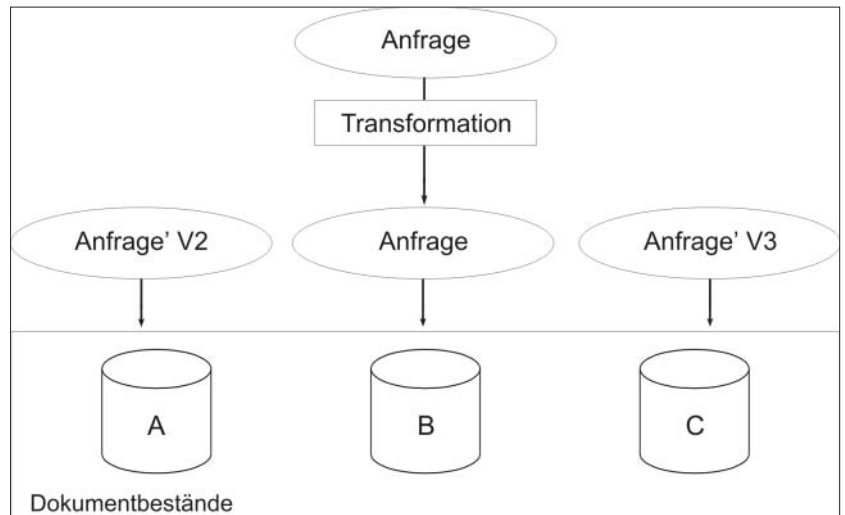 Anfrage
Transformation
Anfrage’ V2
Anfrage
Anfrage’ V3
A
B
C
Dokumentbestände